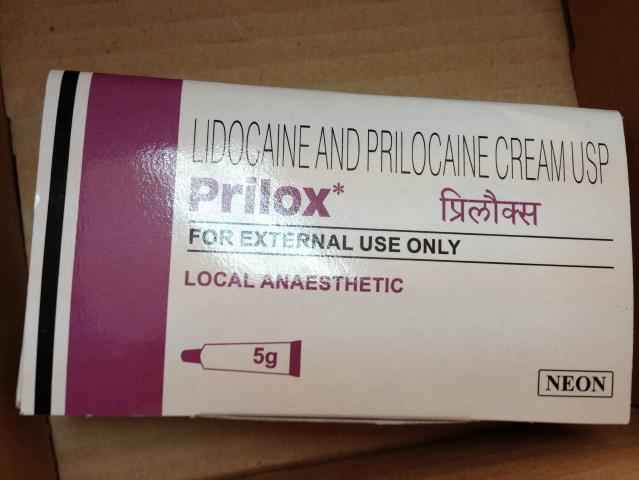 LIDOCAINE AND PRILOCAINE CREAM USP
Prilox* प्रिलौक्स
FOR EXTERNAL USE ONLY
LOCAL ANAESTHETIC
5g
NEON